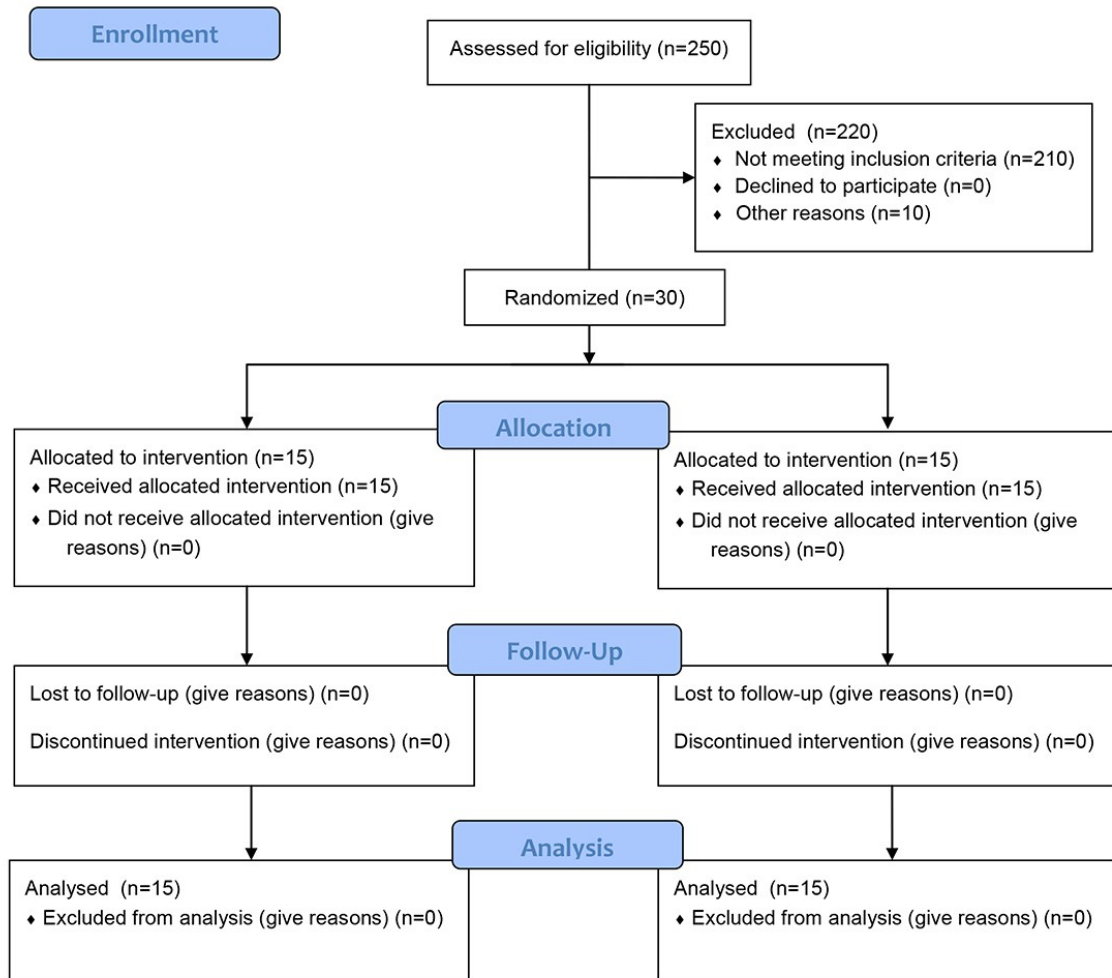 Enrollment
Assessed for eligibility (n=250)
Excluded  (n=220)
♦ Not meeting inclusion criteria (n=210)
♦ Declined to participate (n=0)
♦ Other reasons (n=10)
Randomized (n=30)
Allocation
Allocated to intervention (n=15)
♦ Received allocated intervention (n=15)
♦ Did not receive allocated intervention (give
reasons) (n=0)
Allocated to intervention (n=15)
♦ Received allocated intervention (n=15)
♦ Did not receive allocated intervention (give
reasons) (n=0)
Follow-Up
Lost to follow-up (give reasons) (n=0)
Discontinued intervention (give reasons) (n=0)
Lost to follow-up (give reasons) (n=0)
Discontinued intervention (give reasons) (n=0)
Analysis
Analysed  (n=15)
♦ Excluded from analysis (give reasons) (n=0)
Analysed  (n=15)
♦ Excluded from analysis (give reasons) (n=0)